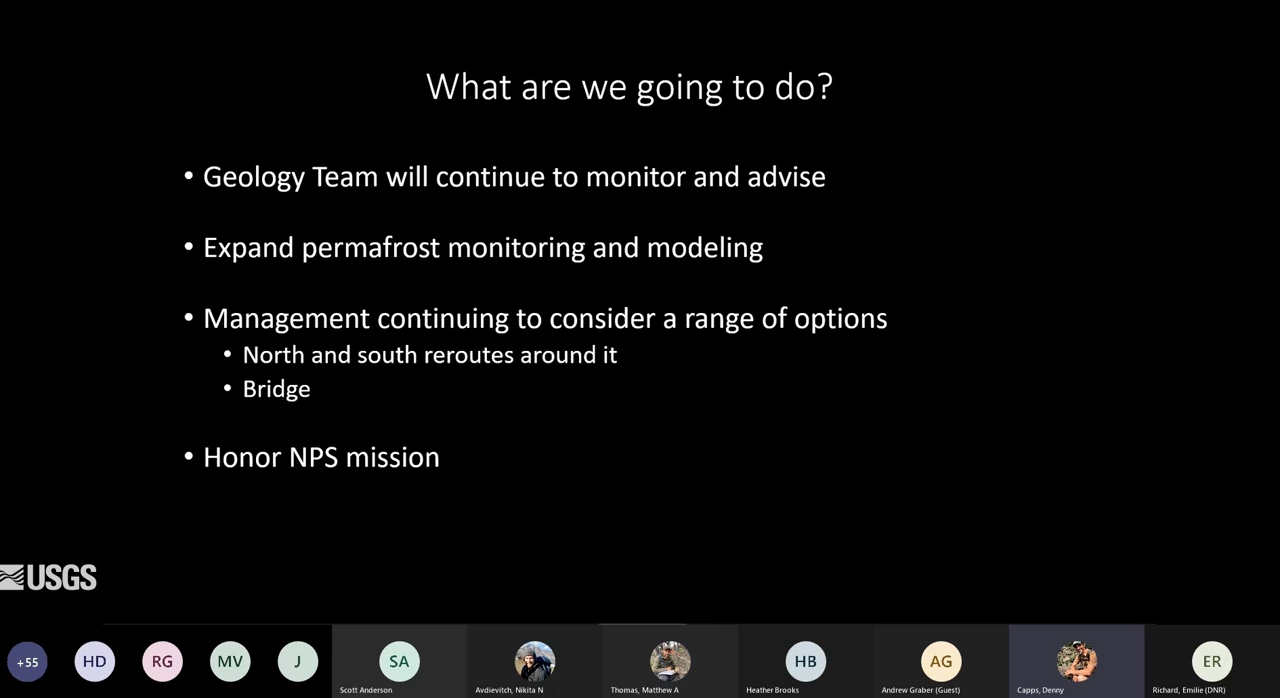 What are we going to do?
• Geology Team will continue to monitor and advise
• Expand permafrost monitoring and modeling
• Management continuing to consider a range of options
• North and south reroutes around it
• Bridge
• Honor NPS mission
USGS
+55
HD
RG
MV
J
SA
HB
AG
ER
Scott Anderson
Avdievitch, Nikita N
Thomas, Matthew A
Heather Brooks
Andrew Graber (Guest)
Capps, Denny
Richard, Emilie (DNR)